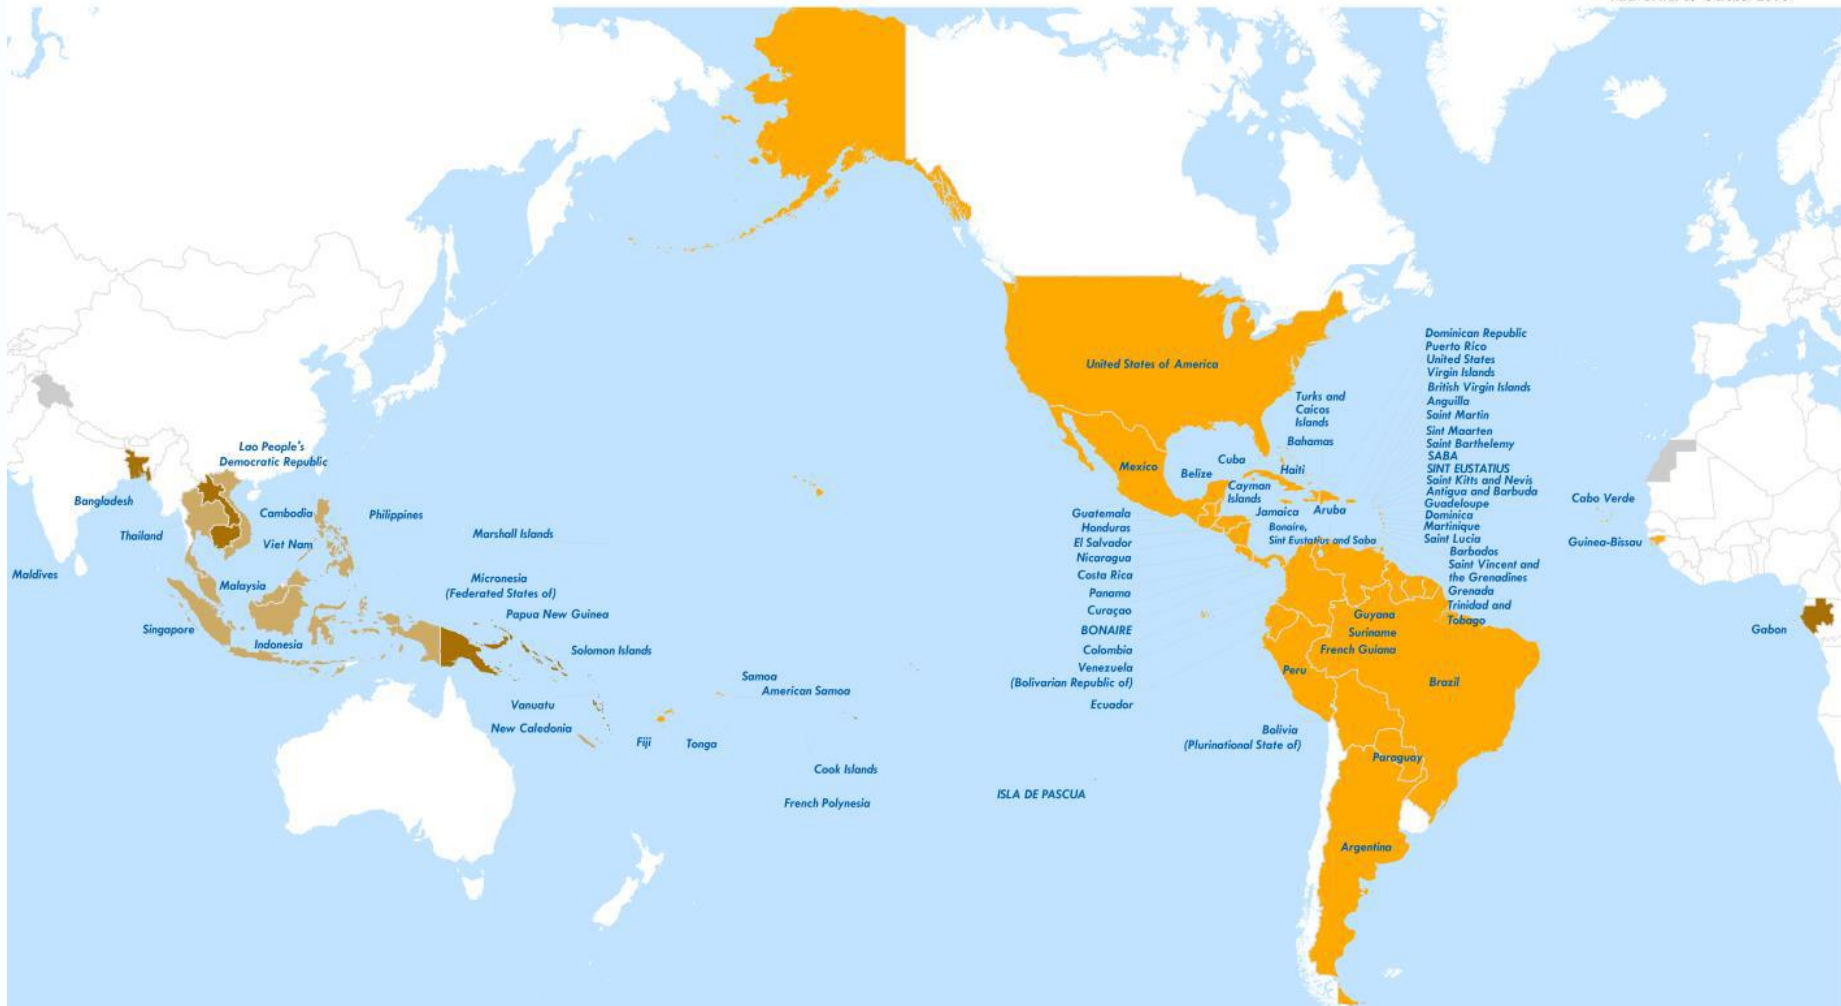 United States of America
Mexico
Turks and
Caicos
Islands
Bahamas
Cuba
Belize
Haiti
Cayman
Islands
Jamaica
Aruba
Bonaire,
Sint Eustatius and Saba
Dominican Republic
Puerto Rico
United States
Virgin Islands
British Virgin Islands
Anguilla
Saint Martin
Sint Maarten
Saint Barthelemy
SABA
SINT EUSTATIUS
Saint Kitts and Nevis
Antigua and Barbuda
Guadeloupe
Dominica
Martinique
Saint Lucia
Barbados
Saint Vincent and
the Grenadines
Grenada
Trinidad and
Tobago
Guatemala
Honduras
El Salvador
Nicaragua
Costa Rica
Panama
Curaçao
BONAIRE
Colombia
Venezuela
(Bolivarian Republic of)
Ecuador
Guyana
Suriname
French Guiana
Peru
Brazil
Bolivia
(Plurinational State of)
Paraguay
Argentina
ISLA DE PASCUA
Cabo Verde
Guinea-Bissau
Gabon
Lao People's
Democratic Republic
Bangladesh
Thailand
Cambodia
Viet Nam
Philippines
Maldives
Malaysia
Singapore
Indonesia
Marshall Islands
Micronesia
(Federated States of)
Papua New Guinea
Solomon Islands
Samoa
American Samoa
Vanuatu
New Caledonia
Fiji
Tonga
Cook Islands
French Polynesia